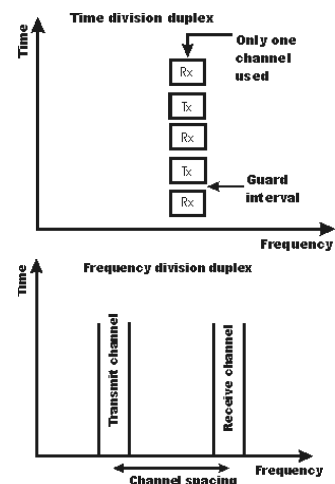 Time division duplex
Time
Only one
channel
used
Rx
Tx
Rx
Tx
Rx
Guard
interval
Frequency
Frequency division duplex
Time
Transmit channel
Receive channel
Frequency
Channel spacing